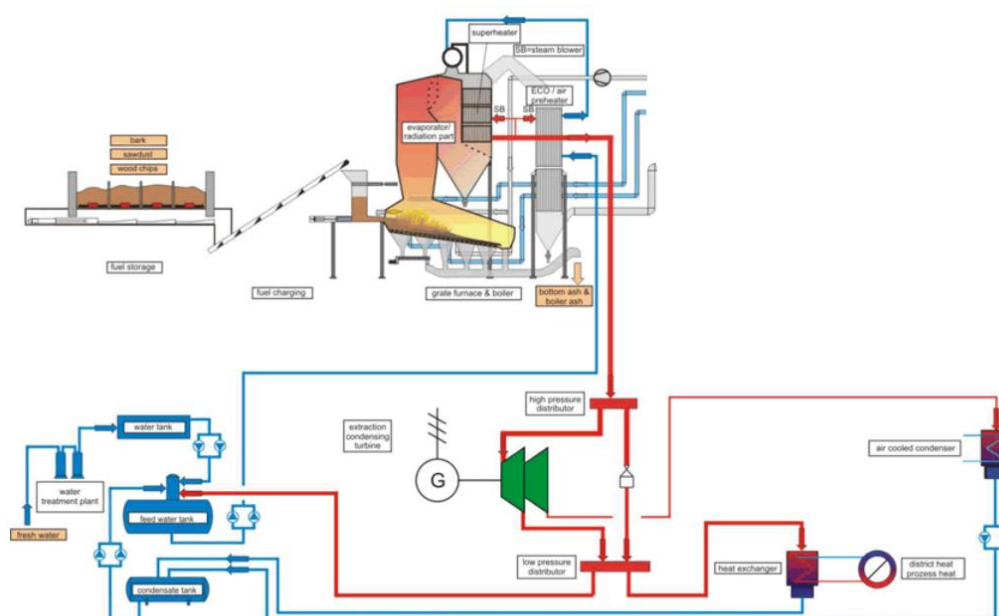 superheater
SB=steam blower
ECO / air
preheater
SB
SB
evaporator/
radiation part
bark
sawdust
wood chips
fuel storage
fuel charging
grate furnace & boiler
bottom ash &
boiler ash
high pressure
distributor
extraction
condensing
turbine
G
water tank
air cooled condenser
water
treatment plant
feed water tank
fresh water
low pressure
distributor
heat exchanger
district heat
prozess heat
condensate tank